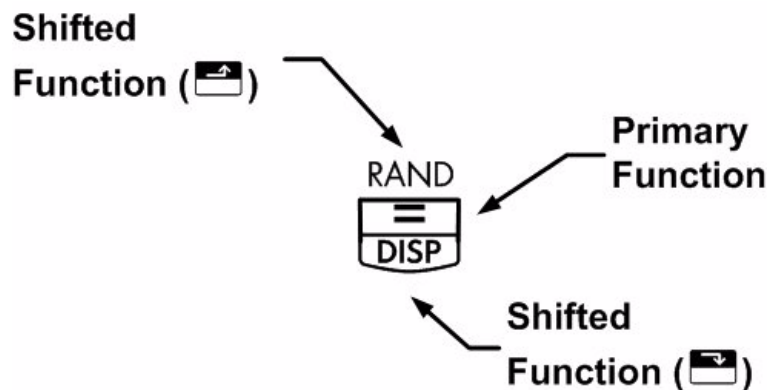 Shifted
Function ( )
Primary
Function
RAND
=
DISP
Shifted
Function ( )